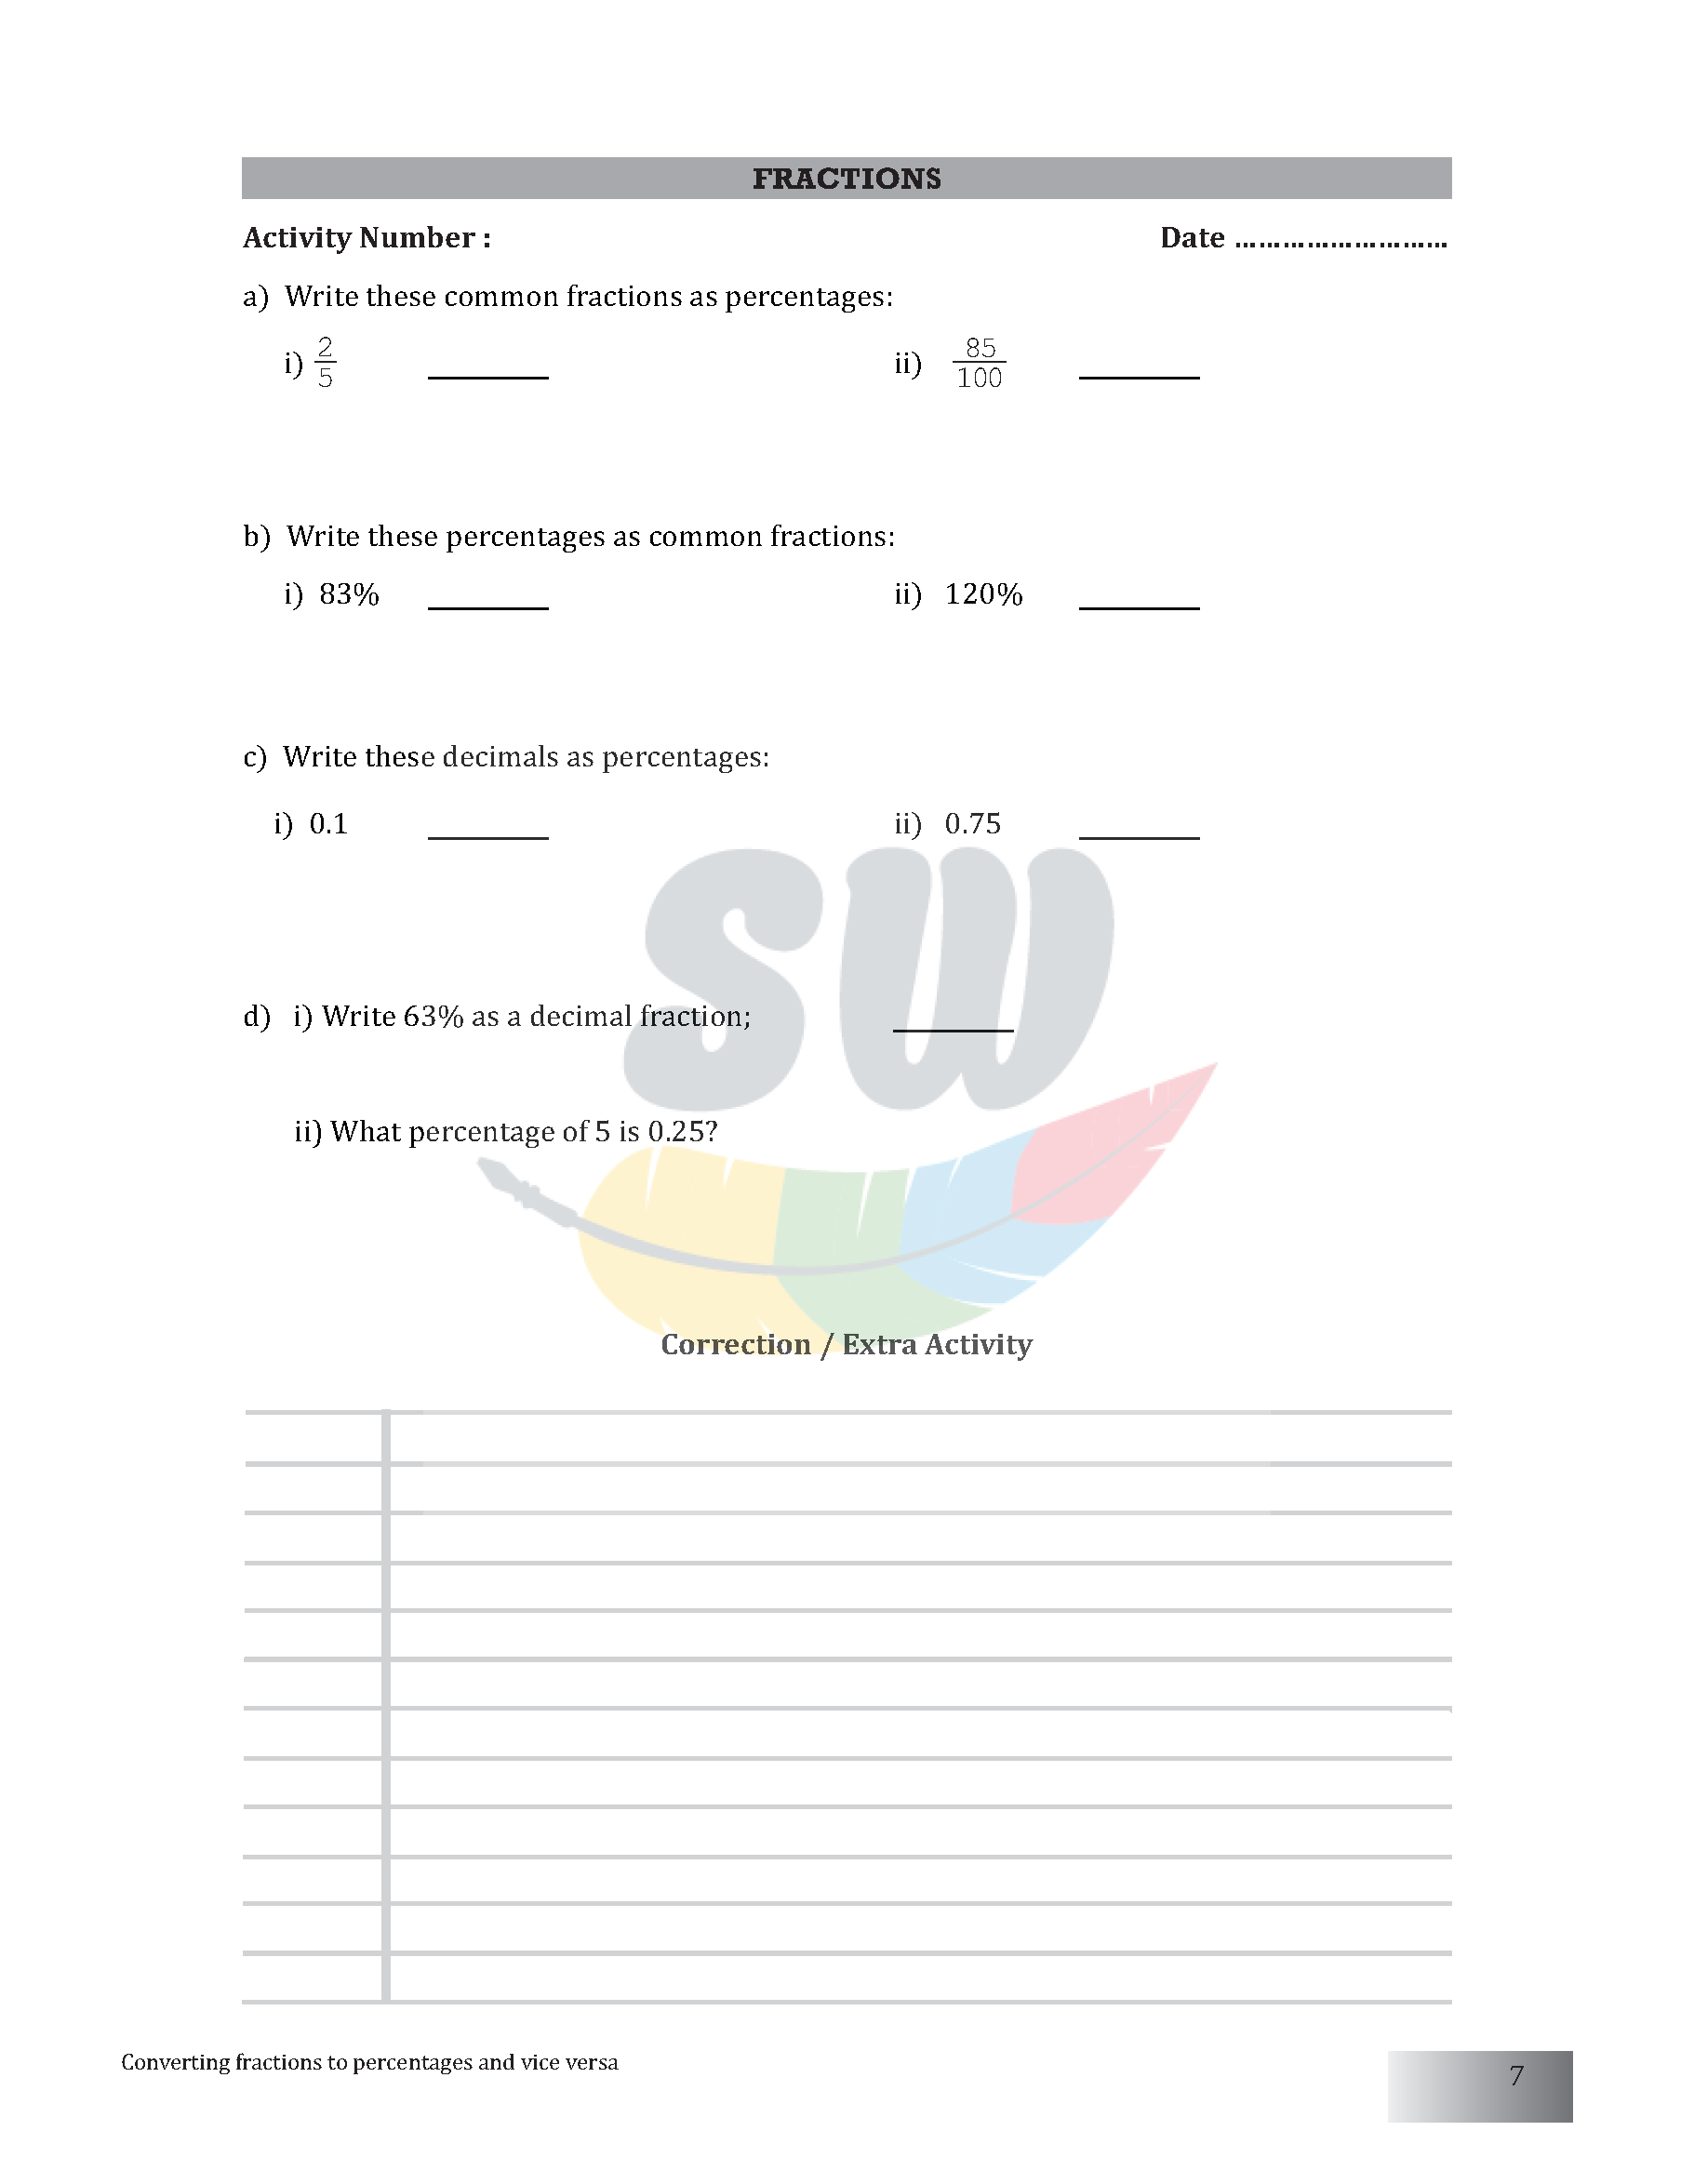 FRACTIONS
Activity Number : Date ...........................
a) Write these common fractions as percentages:
i) 2/5 ________ ii) 85/100 ________
b) Write these percentages as common fractions:
i) 83% ________ ii) 120% ________
c) Write these decimals as percentages:
i) 0.1 ________ ii) 0.75 ________
SW
d) i) Write 63% as a decimal fraction; ________
ii) What percentage of 5 is 0.25?
Correction / Extra Activity
Converting fractions to percentages and vice versa
7